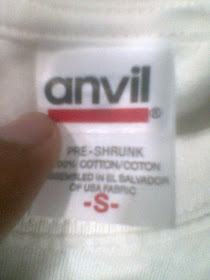 anvil®
PRE-SHRUNK
100% COTTON/COTON
ASSEMBLED IN EL SALVADOR
OF USA FABRIC
-S-